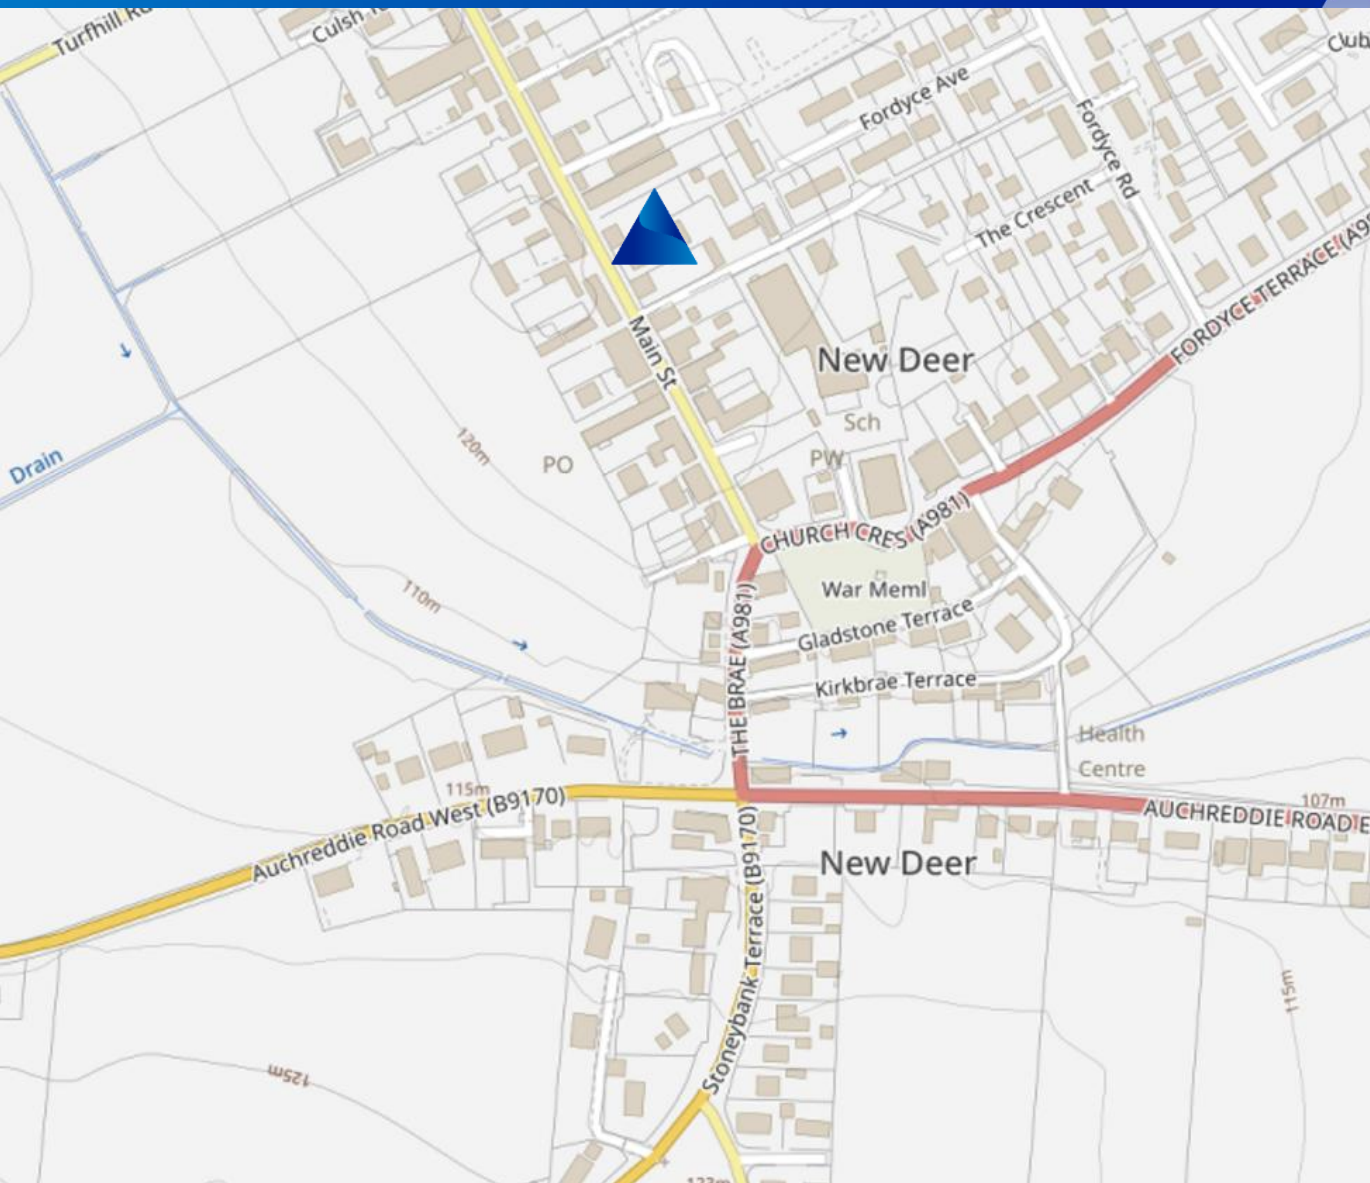 Turfhill Rd
Culsh
Club
Fordyce Ave
Fordyce Rd
The Crescent
FORDYCE TERRACE (A9
Main St
New Deer
Sch
PW
PO
120m
Drain
CHURCH CRES (A981)
War Meml
110m
Gladstone Terrace
THE BRAE (A981)
Kirkbrae Terrace
Health
Centre
115m
Auchreddie Road West (B9170)
107m
AUCHREDDIE ROAD E
New Deer
Stoneybank Terrace (B9170)
115m
125m